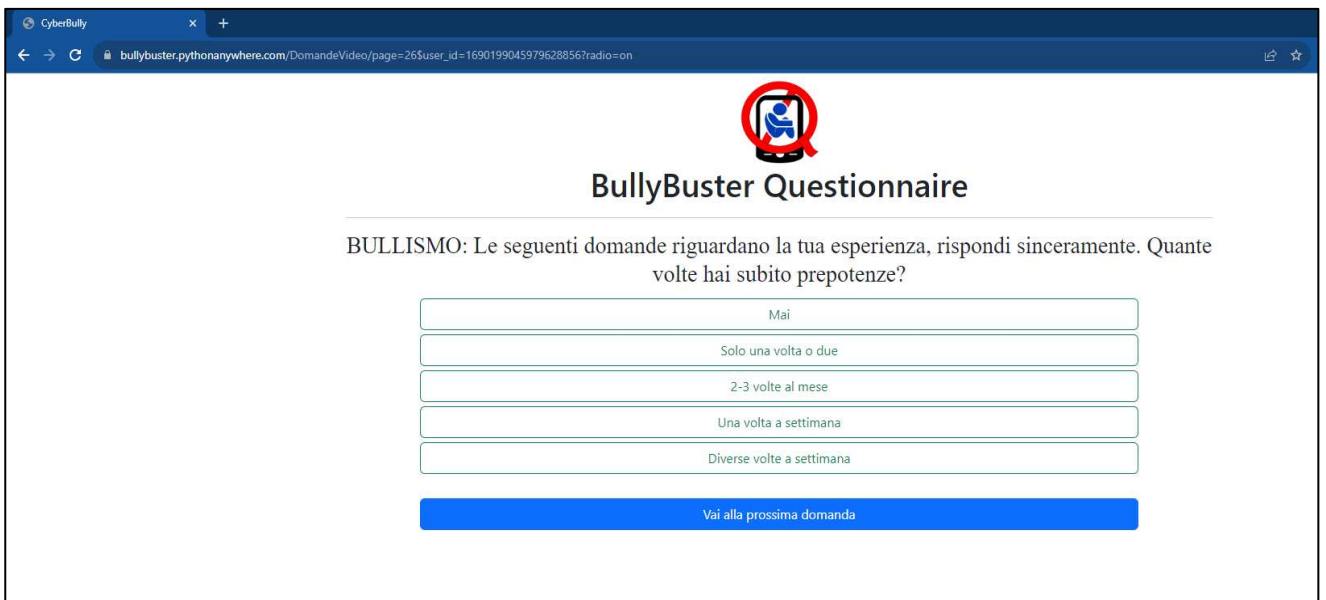 CyberBully
bullybuster.pythonanywhere.com/DomandeVideo/page=26$user_id=1690199045979628856?radio=on
BullyBuster Questionnaire
BULLISMO: Le seguenti domande riguardano la tua esperienza, rispondi sinceramente. Quante
volte hai subito prepotenze?
Mai
Solo una volta o due
2-3 volte al mese
Una volta a settimana
Diverse volte a settimana
Vai alla prossima domanda